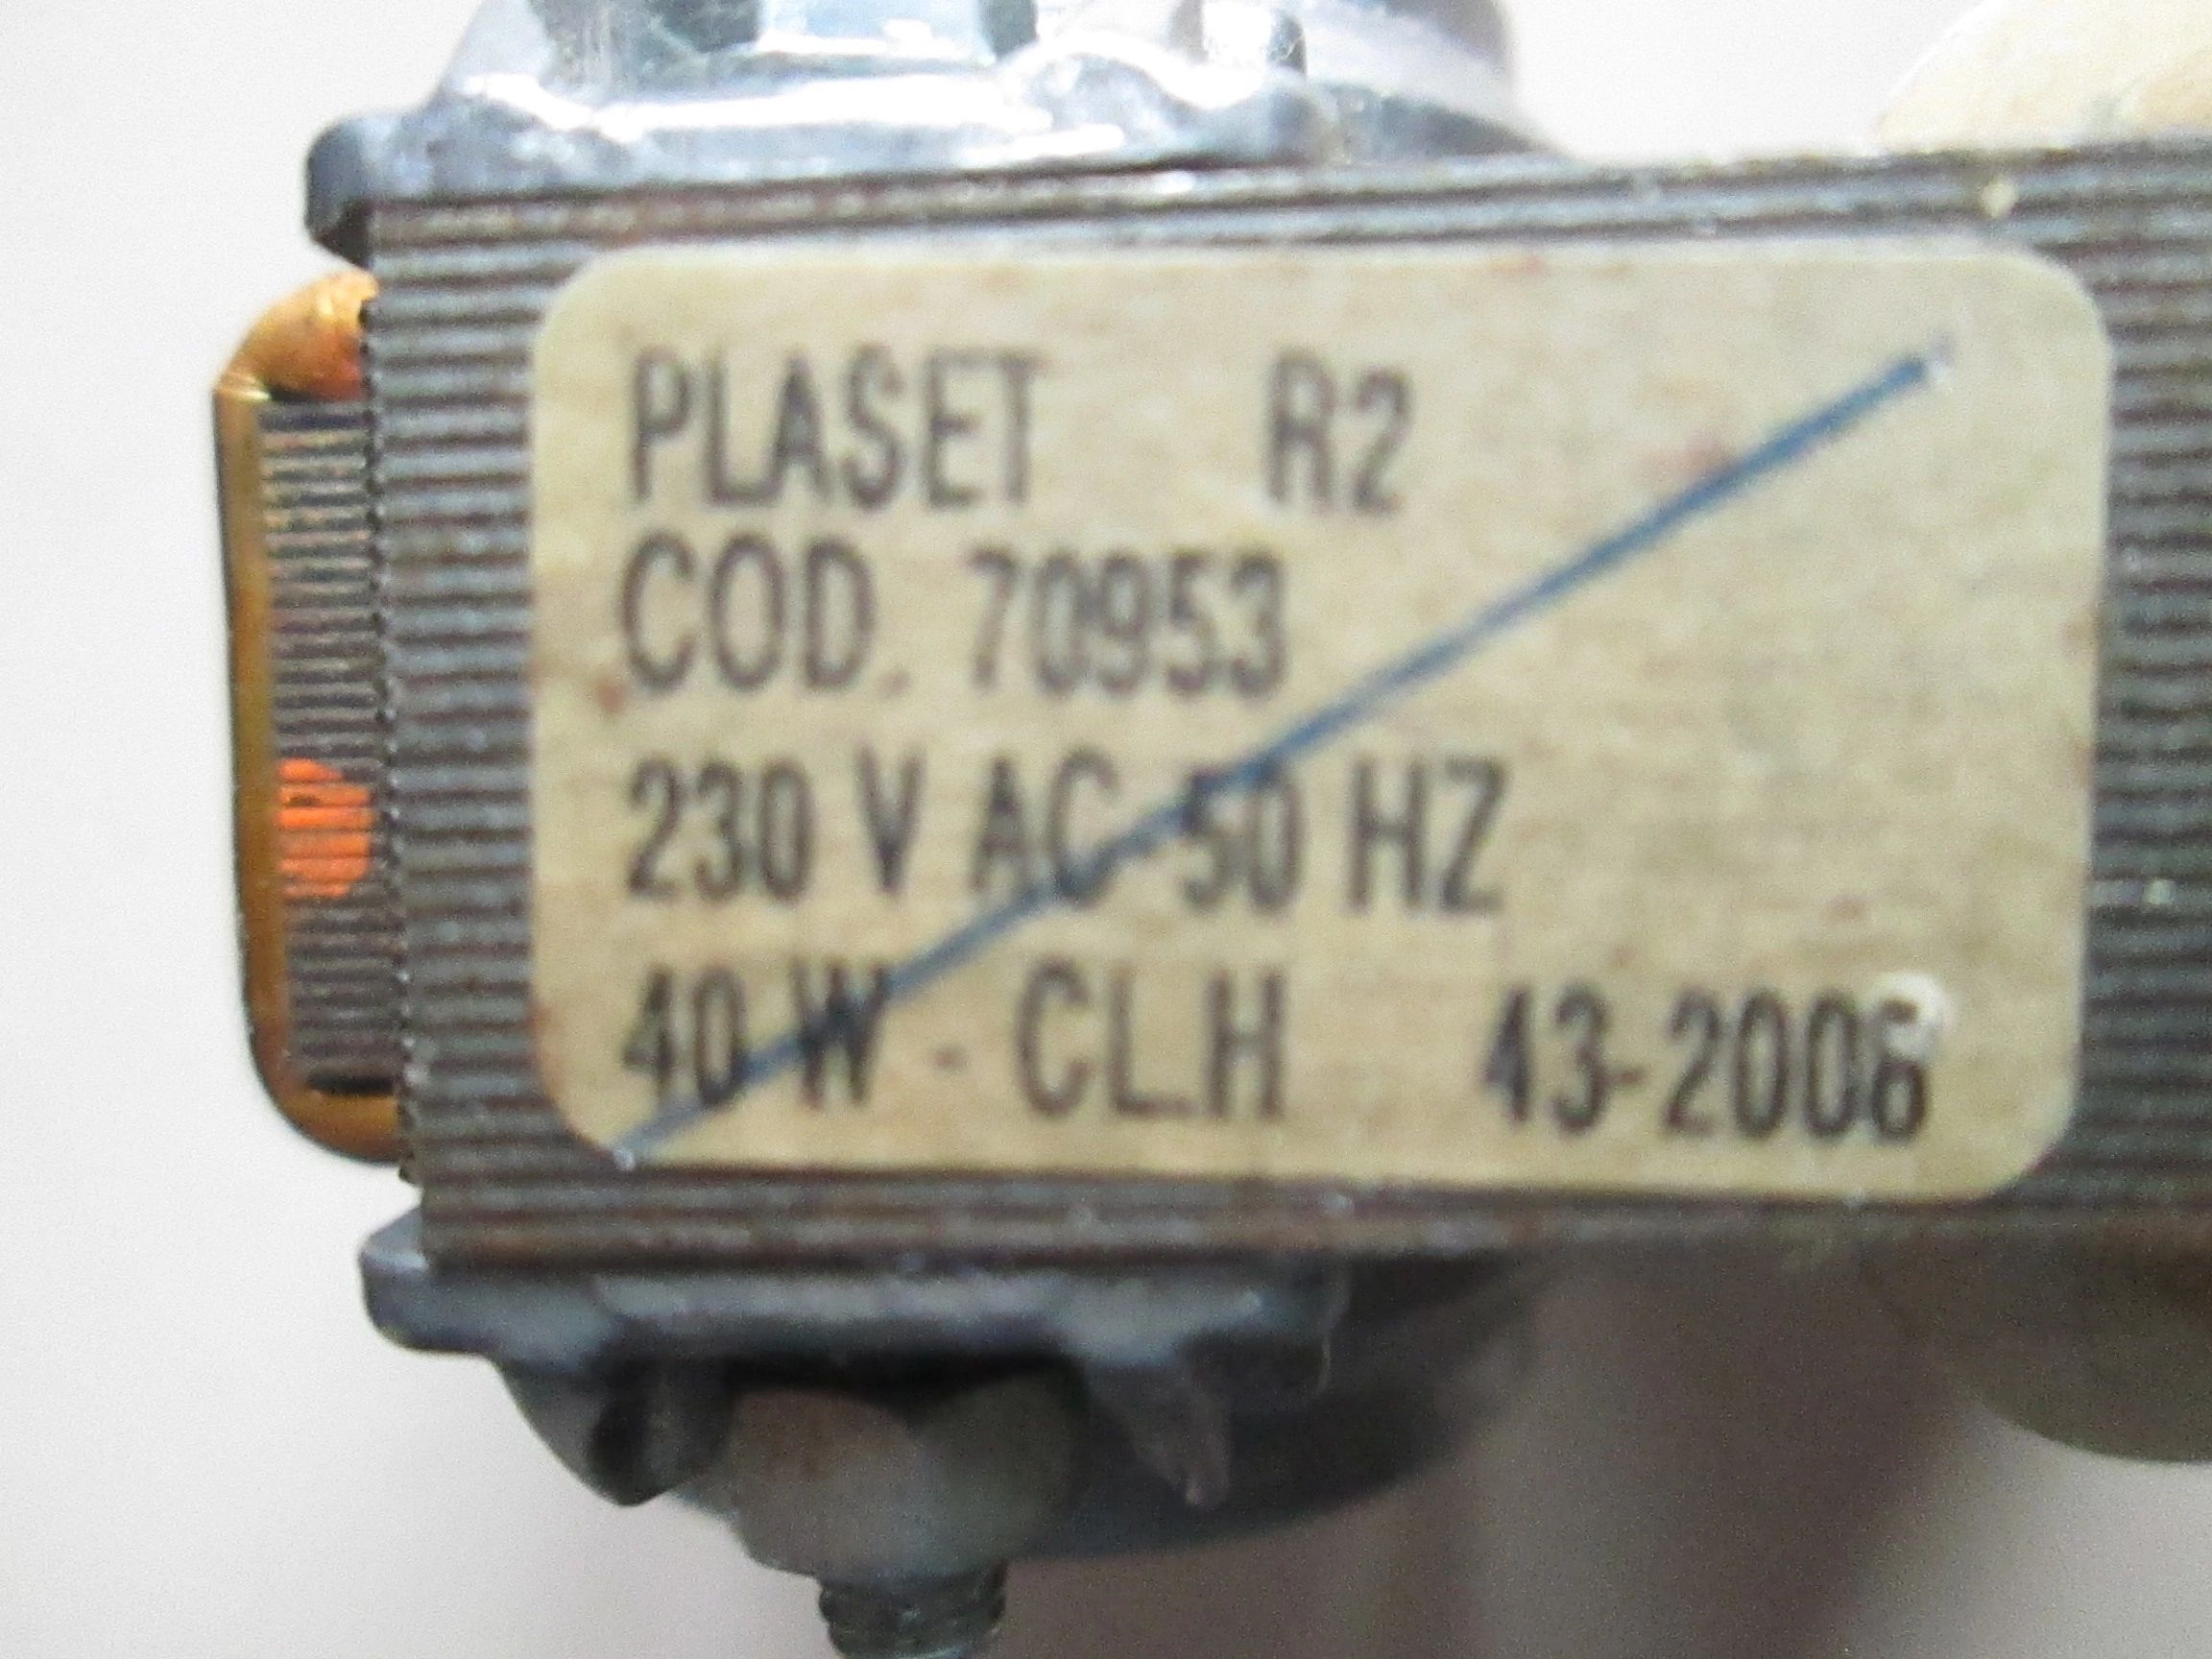 PLASET R2
COD. 70953
230 V AC 50 HZ
40 W - CL.H 43-2006